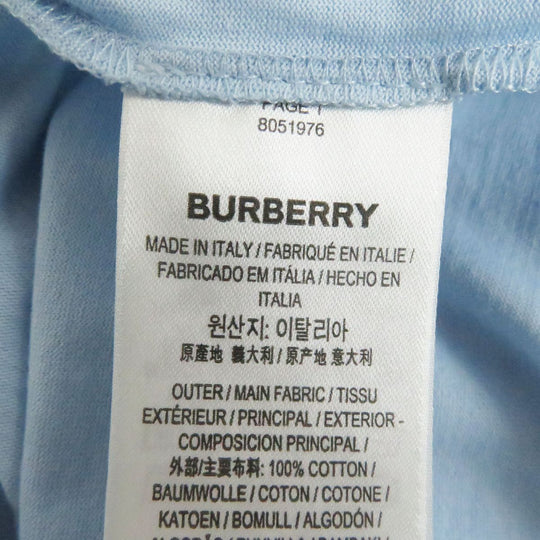 PAGE 1
8051976
BURBERRY
MADE IN ITALY / FABRIQUÉ EN ITALIE /
FABRICADO EM ITÁLIA / HECHO EN
ITALIA
원산지: 이탈리아
原產地 義大利 / 原产地 意大利
OUTER / MAIN FABRIC / TISSU
EXTÉRIEUR / PRINCIPAL / EXTERIOR -
COMPOSICION PRINCIPAL /
外部/主要布料: 100% COTTON /
BAUMWOLLE / COTON / COTONE /
KATOEN / BOMULL / ALGODÓN /